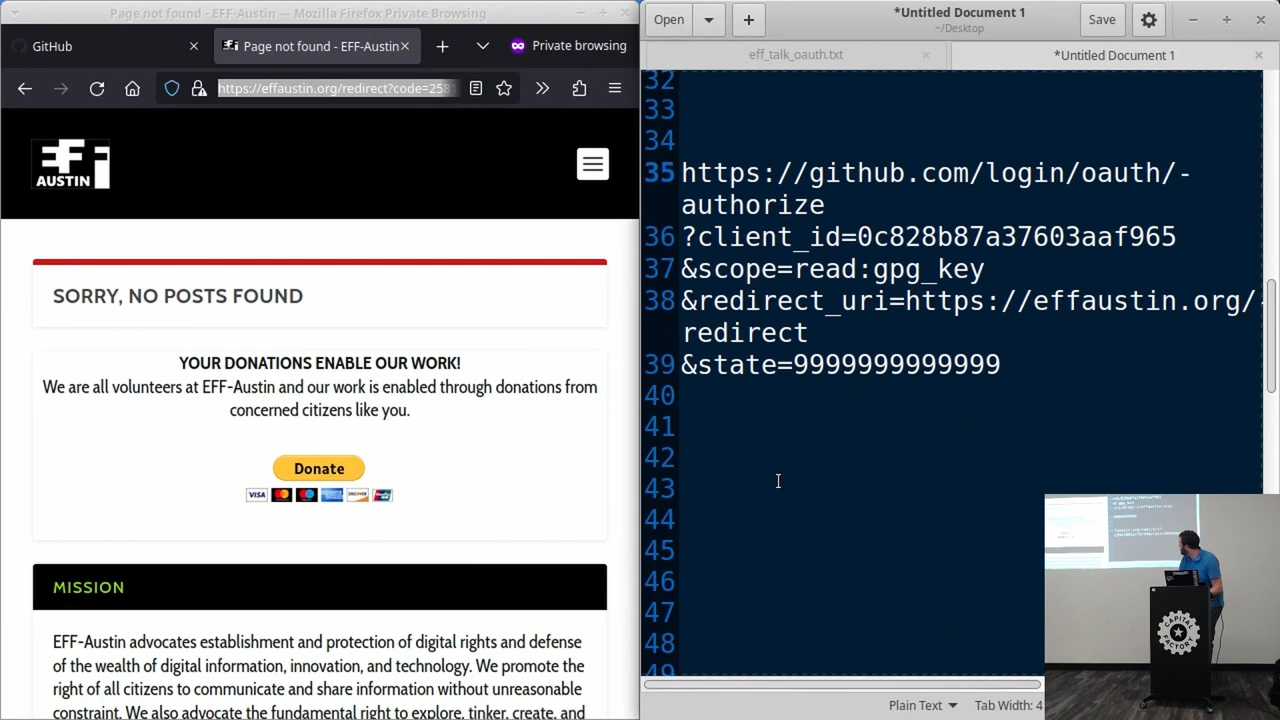 Page not found - EFF-Austin — Mozilla Firefox Private Browsing
GitHub
Page not found - EFF-Austin
Private browsing
https://effaustin.org/redirect?code=258
EFF
AUSTIN
SORRY, NO POSTS FOUND
YOUR DONATIONS ENABLE OUR WORK!
We are all volunteers at EFF-Austin and our work is enabled through donations from
concerned citizens like you.
Donate
VISA
DISCOVER
MISSION
EFF-Austin advocates establishment and protection of digital rights and defense
of the wealth of digital information, innovation, and technology. We promote the
right of all citizens to communicate and share information without unreasonable
constraint. We also advocate the fundamental right to explore, tinker, create, and
Open
*Untitled Document 1
~/Desktop
Save
eff_talk_oauth.txt
*Untitled Document 1
32
33
34
35 https://github.com/login/oauth/-
authorize
36 ?client_id=0c828b87a37603aaf965
37 &scope=read:gpg_key
38 &redirect_uri=https://effaustin.org/-
redirect
39 &state=9999999999999
40
41
42
43
44
45
46
47
48
49
Plain Text
Tab Width: 4
CAPITAL
FACTORY